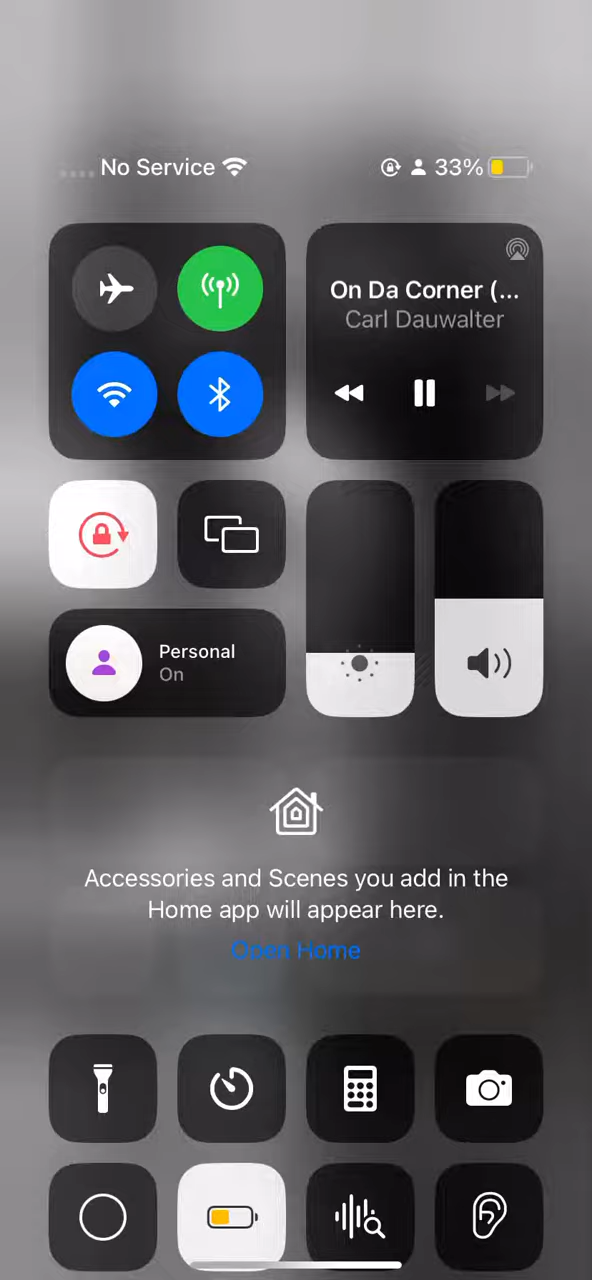 No Service
33%
On Da Corner (...
Carl Dauwalter
Personal
On
Accessories and Scenes you add in the
Home app will appear here.
Open Home